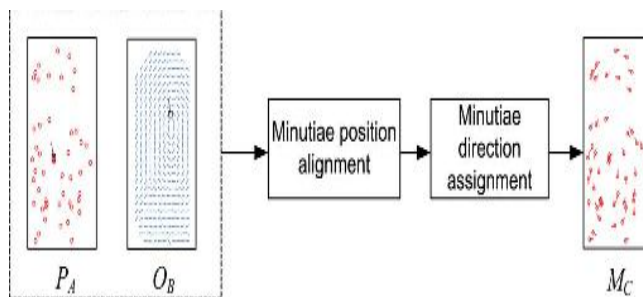 Minutiae position
alignment
Minutiae
direction
assignment
P_A
O_B
M_C